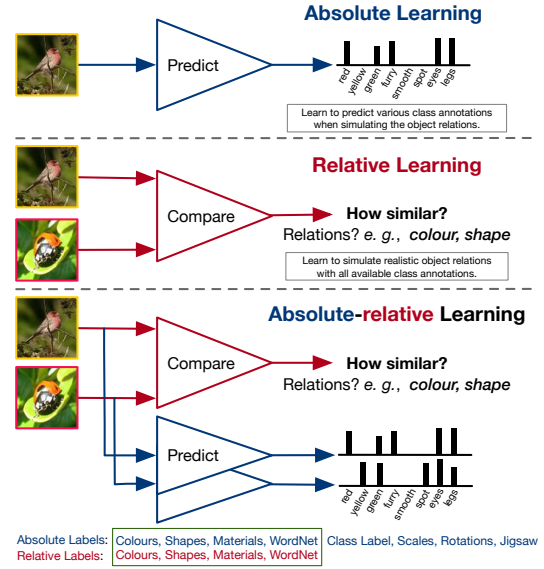 Absolute Learning
Predict
red yellow green furry smooth spot eyes legs
Learn to predict various class annotations
when simulating the object relations.
Relative Learning
Compare
How similar?
Relations? e. g., colour, shape
Learn to simulate realistic object relations
with all available class annotations.
Absolute-relative Learning
Compare
How similar?
Relations? e. g., colour, shape
Predict
red yellow green furry smooth spot eyes legs
Absolute Labels: Colours, Shapes, Materials, WordNet Class Label, Scales, Rotations, Jigsaw
Relative Labels: Colours, Shapes, Materials, WordNet